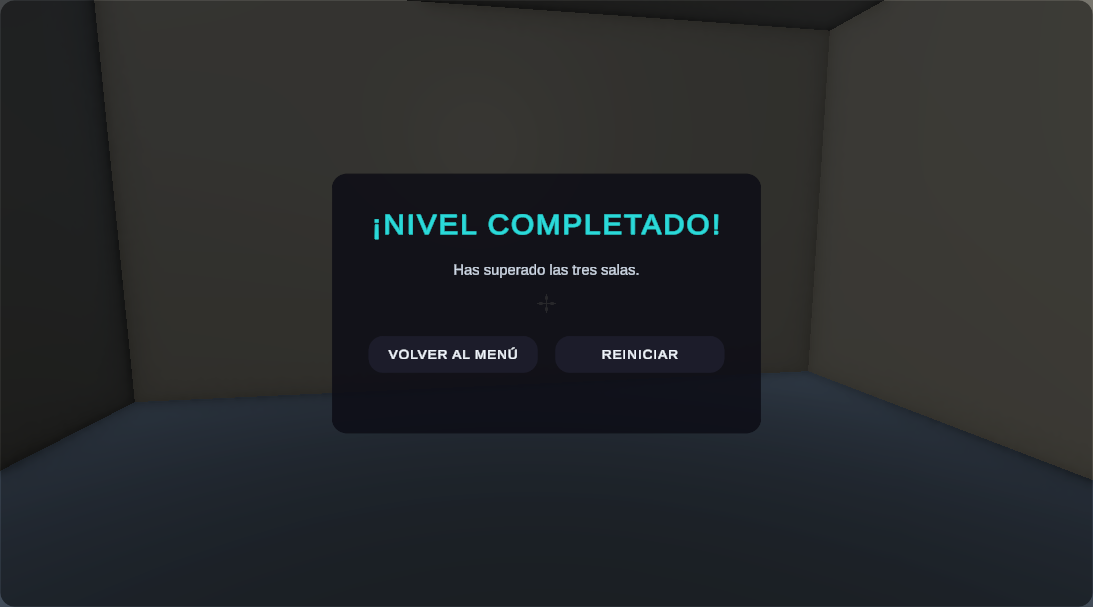 ¡NIVEL COMPLETADO!
Has superado las tres salas.
VOLVER AL MENÚ
REINICIAR